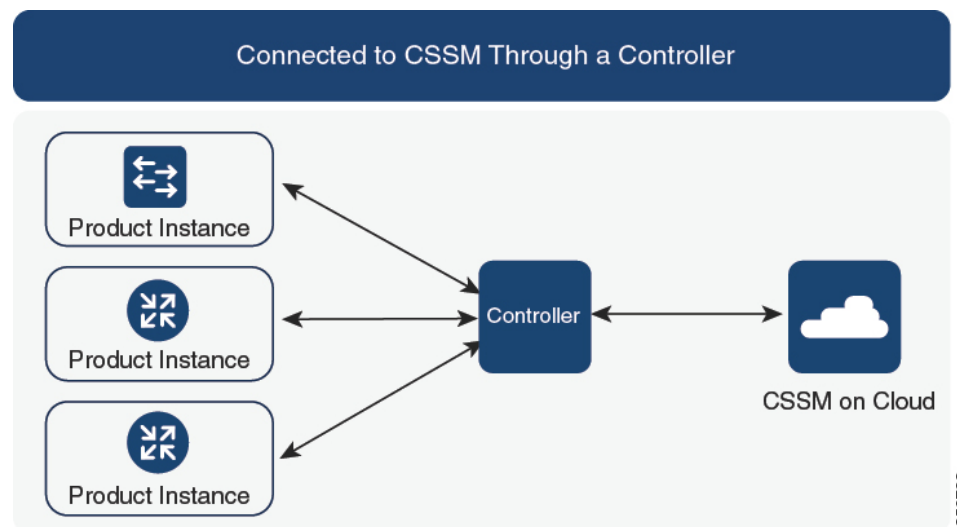 Connected to CSSM Through a Controller
Product Instance
Product Instance
Controller
CSSM on Cloud
Product Instance